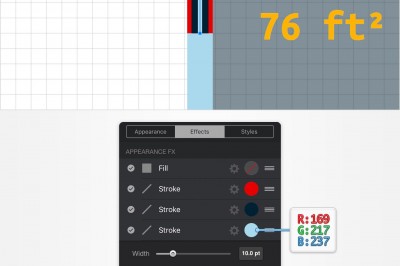 76 ft²
Appearance Effects Styles
APPEARANCE FX
Fill
Stroke
Stroke
Stroke
R:169
G:217
B:237
Width 10.0 pt